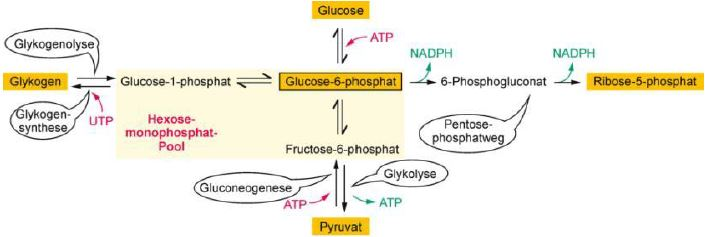 Glucose
ATP
Glykogenolyse
NADPH
NADPH
Glykogen
Glucose-1-phosphat
Glucose-6-phosphat
6-Phosphogluconat
Ribose-5-phosphat
Glykogen-
synthese
UTP
Hexose-
monophosphat-
Pool
Pentose-
phosphatweg
Fructose-6-phosphat
Gluconeogenese
Glykolyse
ATP
ATP
Pyruvat